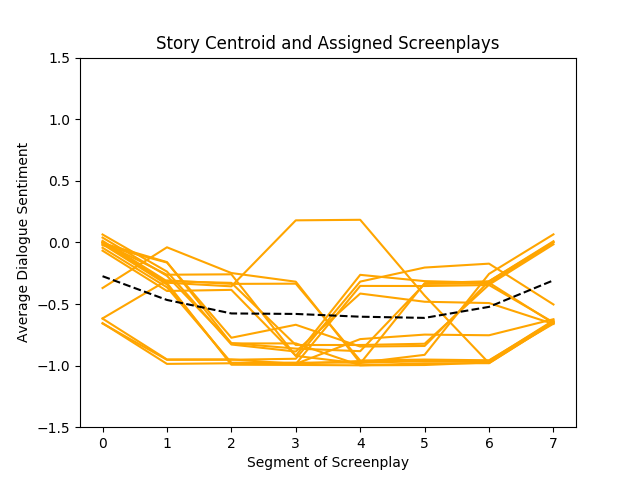 Story Centroid and Assigned Screenplays
1.5
1.0
0.5
0.0
−0.5
−1.0
−1.5
Average Dialogue Sentiment
0 1 2 3 4 5 6 7
Segment of Screenplay